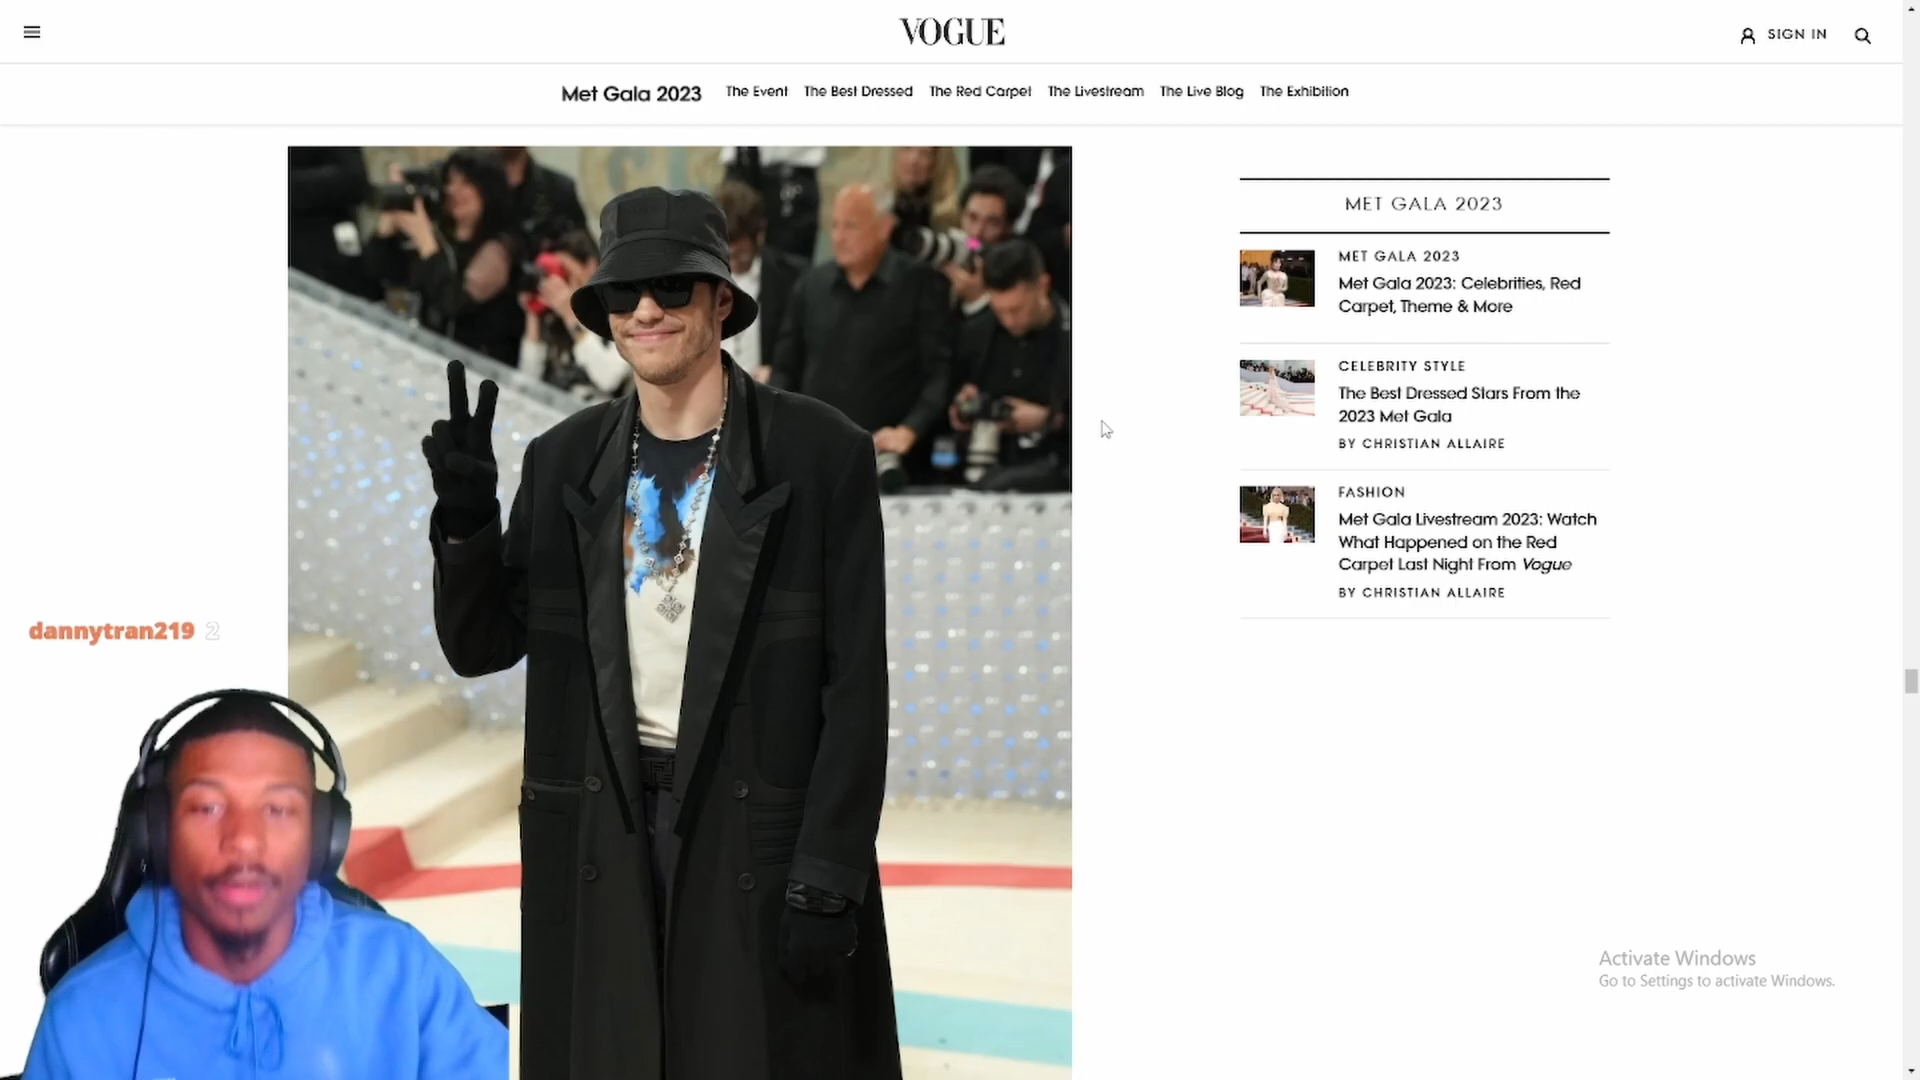 VOGUE
SIGN IN
Met Gala 2023 The Event The Best Dressed The Red Carpet The Livestream The Live Blog The Exhibition
MET GALA 2023
MET GALA 2023
Met Gala 2023: Celebrities, Red
Carpet, Theme & More
CELEBRITY STYLE
The Best Dressed Stars From the
2023 Met Gala
BY CHRISTIAN ALLAIRE
FASHION
Met Gala Livestream 2023: Watch
What Happened on the Red
Carpet Last Night From Vogue
BY CHRISTIAN ALLAIRE
dannytran219 2
Activate Windows
Go to Settings to activate Windows.